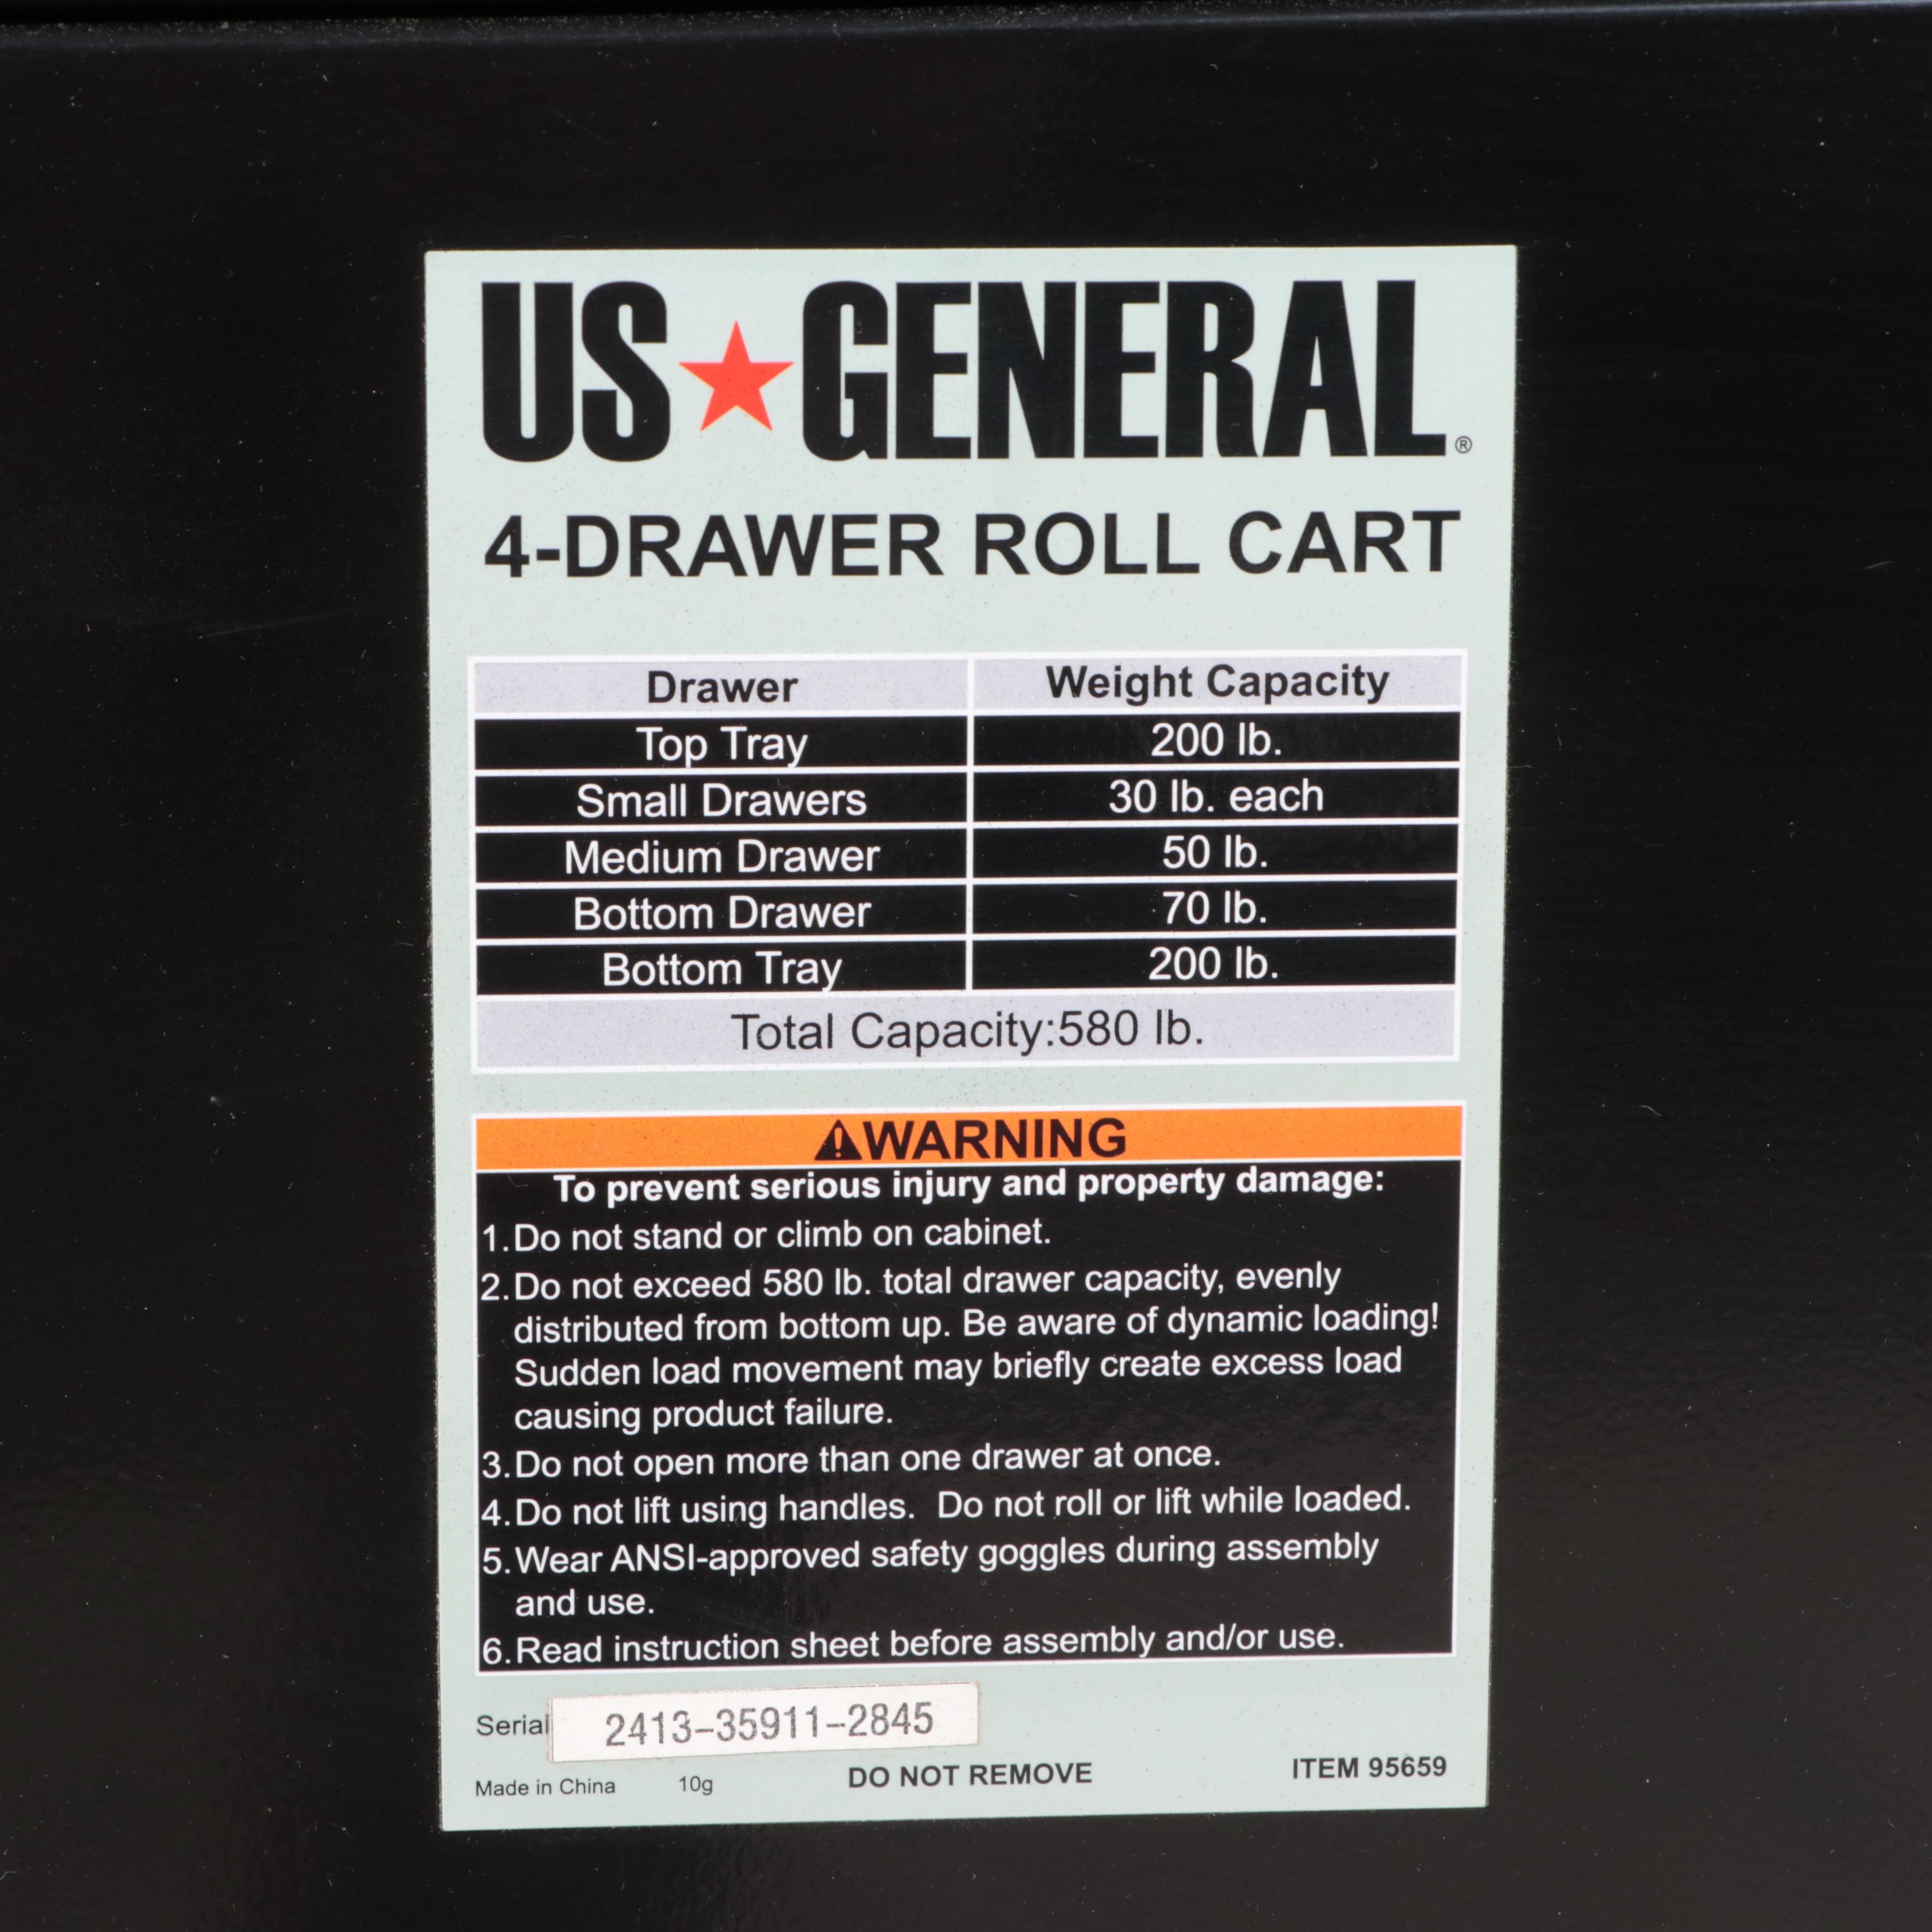 US★GENERAL®
4-DRAWER ROLL CART
Drawer Weight Capacity
Top Tray 200 lb.
Small Drawers 30 lb. each
Medium Drawer 50 lb.
Bottom Drawer 70 lb.
Bottom Tray 200 lb.
Total Capacity:580 lb.
⚠WARNING
To prevent serious injury and property damage:
1. Do not stand or climb on cabinet.
2. Do not exceed 580 lb. total drawer capacity, evenly
distributed from bottom up. Be aware of dynamic loading!
Sudden load movement may briefly create excess load
causing product failure.
3. Do not open more than one drawer at once.
4. Do not lift using handles. Do not roll or lift while loaded.
5. Wear ANSI-approved safety goggles during assembly
and use.
6. Read instruction sheet before assembly and/or use.
Serial 2413-35911-2845
Made in China 10g DO NOT REMOVE ITEM 95659